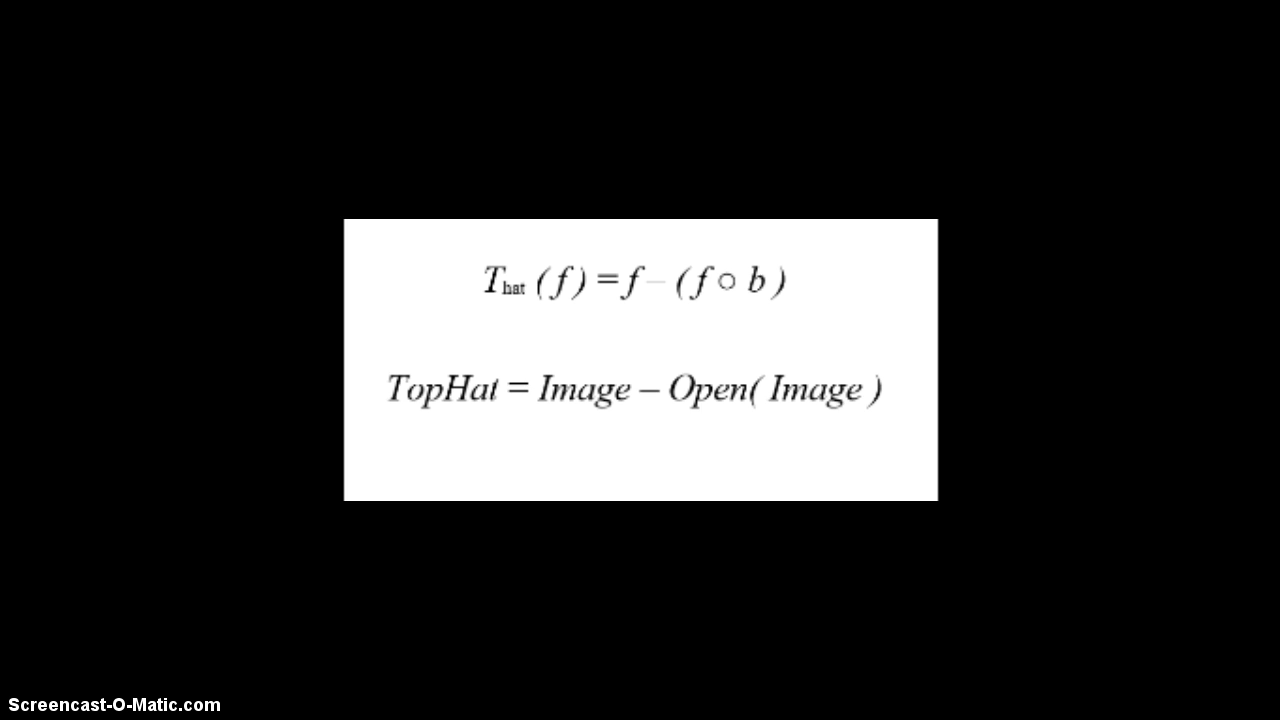 T_hat (f) = f – (f ○ b)
TopHat = Image – Open( Image )
Screencast-O-Matic.com